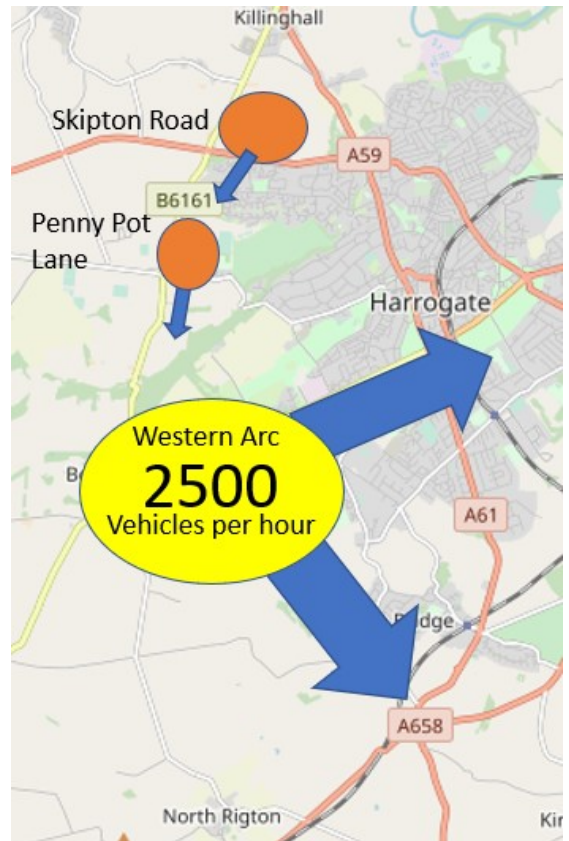 Killinghall
Skipton Road
A59
B6161
Penny Pot
Lane
Harrogate
Western Arc
2500
Vehicles per hour
A61
A658
North Rigton